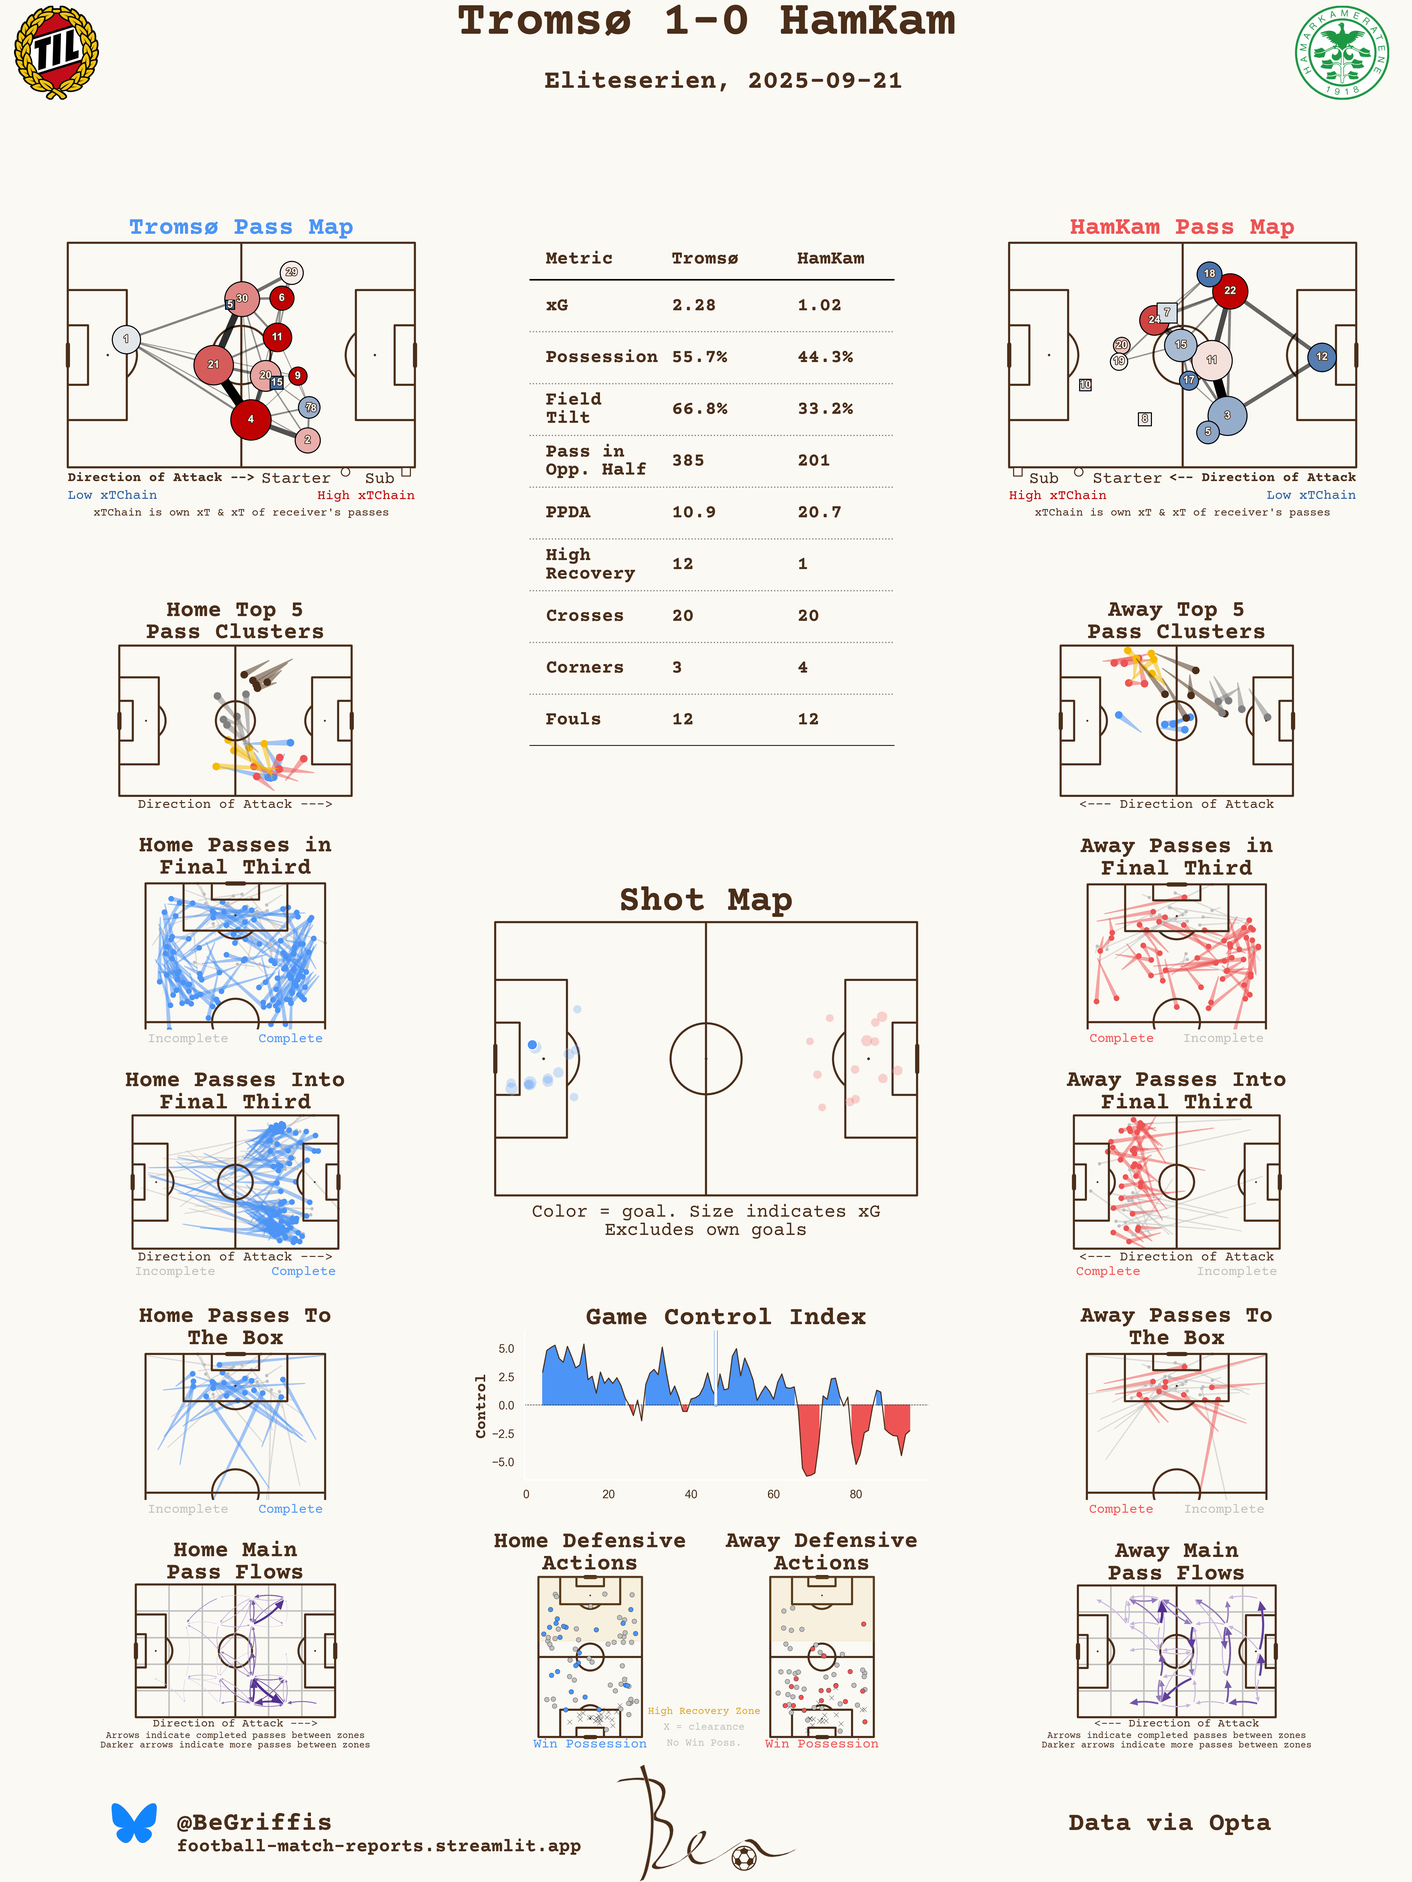 Tromsø 1-0 HamKam
Eliteserien, 2025-09-21
TIL
HAMARKAMERATENE
1918
Tromsø Pass Map
29
30
5
6
1
11
21
20
15
9
4
78
2
Direction of Attack --> Starter Sub
Low xTChain High xTChain
xTChain is own xT & xT of receiver's passes
Metric Tromsø HamKam
xG 2.28 1.02
Possession 55.7% 44.3%
Field
Tilt 66.8% 33.2%
Pass in
Opp. Half 385 201
PPDA 10.9 20.7
High
Recovery 12 1
Crosses 20 20
Corners 3 4
Fouls 12 12
HamKam Pass Map
18
22
24
7
20
19
15
11
12
10
17
8
3
5
Sub Starter <-- Direction of Attack
High xTChain Low xTChain
xTChain is own xT & xT of receiver's passes
Home Top 5
Pass Clusters
Direction of Attack --->
Away Top 5
Pass Clusters
<--- Direction of Attack
Home Passes in
Final Third
Incomplete Complete
Away Passes in
Final Third
Complete Incomplete
Shot Map
Color = goal. Size indicates xG
Excludes own goals
Home Passes Into
Final Third
Direction of Attack --->
Incomplete Complete
Away Passes Into
Final Third
<--- Direction of Attack
Complete Incomplete
Home Passes To
The Box
Incomplete Complete
Game Control Index
Control
5.0
2.5
0.0
−2.5
−5.0
0 20 40 60 80
Away Passes To
The Box
Complete Incomplete
Home Main
Pass Flows
Direction of Attack --->
Arrows indicate completed passes between zones
Darker arrows indicate more passes between zones
Home Defensive
Actions
Win Possession
High Recovery Zone
X = clearance
No Win Poss.
Away Defensive
Actions
Win Possession
Away Main
Pass Flows
<--- Direction of Attack
Arrows indicate completed passes between zones
Darker arrows indicate more passes between zones
@BeGriffis
football-match-reports.streamlit.app
Ben
Data via Opta